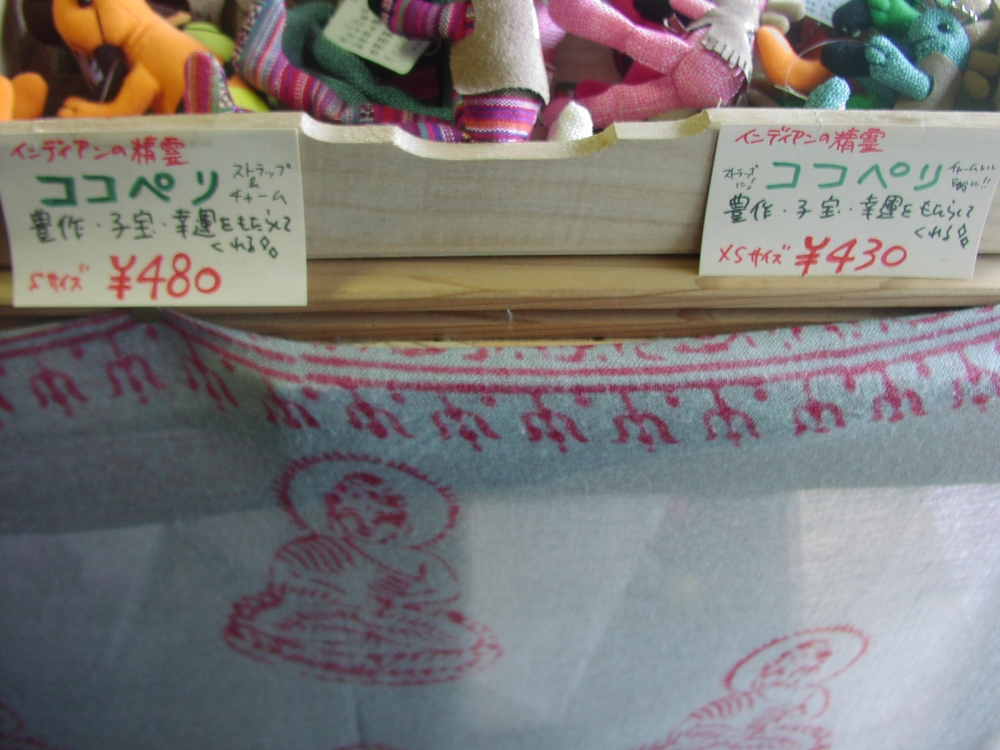 インディアンの精霊
ココペリ
ストラップ
&
チャーム
豊作・子宝・幸運をもたらして
くれる
Sサイズ ¥480
インディアンの精霊
ストラップ
に!
ココペリ
豊作・子宝・幸運をもたらして
くれる
XSサイズ ¥430